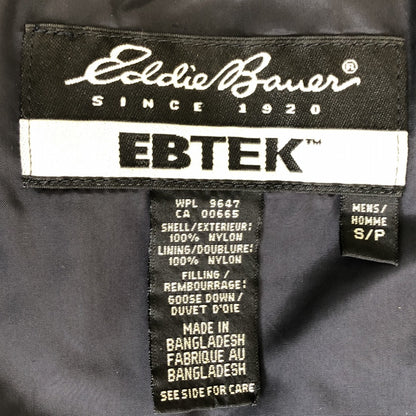 Eddie Bauer®
SINCE 1920
EBTEK™
WPL 9647
CA 00665
SHELL/EXTERIEUR:
100% NYLON
LINING/DOUBLURE:
100% NYLON
FILLING/
REMBOURRAGE:
GOOSE DOWN/
DUVET D'OIE
MADE IN
BANGLADESH
FABRIQUE AU
BANGLADESH
SEE SIDE FOR CARE
MENS/
HOMME
S/P